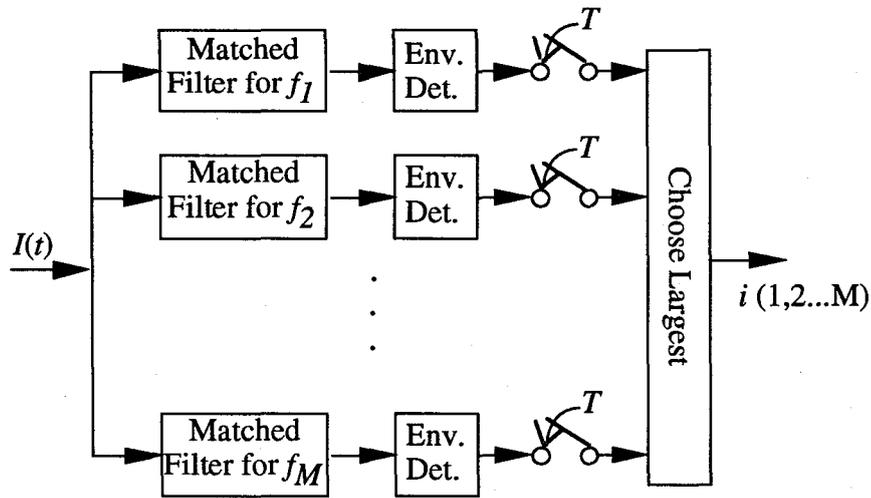 Matched
Filter for f1
Env.
Det.
T
Matched
Filter for f2
Env.
Det.
T
I(t)
Choose Largest
i (1,2...M)
Matched
Filter for fM
Env.
Det.
T